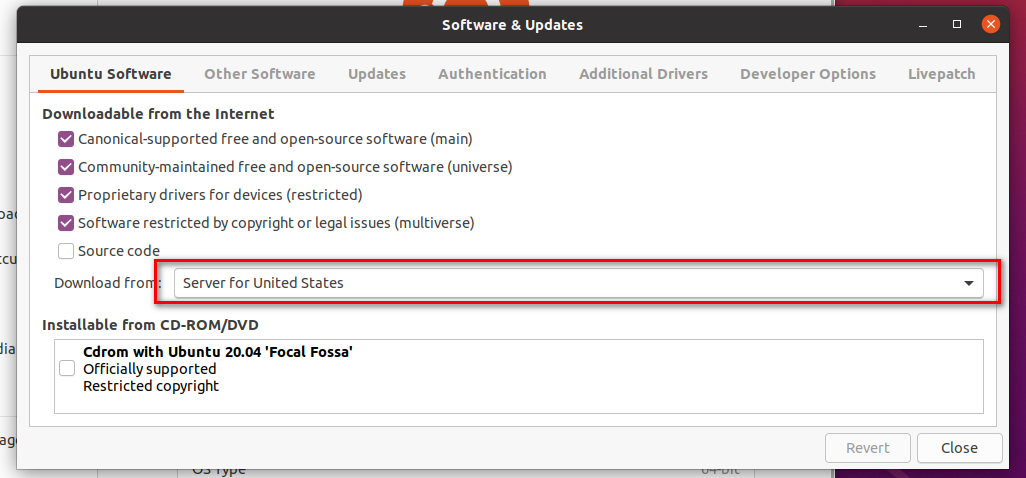 Software & Updates
Ubuntu Software Other Software Updates Authentication Additional Drivers Developer Options Livepatch
Downloadable from the Internet
Canonical-supported free and open-source software (main)
Community-maintained free and open-source software (universe)
Proprietary drivers for devices (restricted)
Software restricted by copyright or legal issues (multiverse)
Source code
Download from: Server for United States
Installable from CD-ROM/DVD
Cdrom with Ubuntu 20.04 'Focal Fossa'
Officially supported
Restricted copyright
Revert Close
OS Type 64-bit